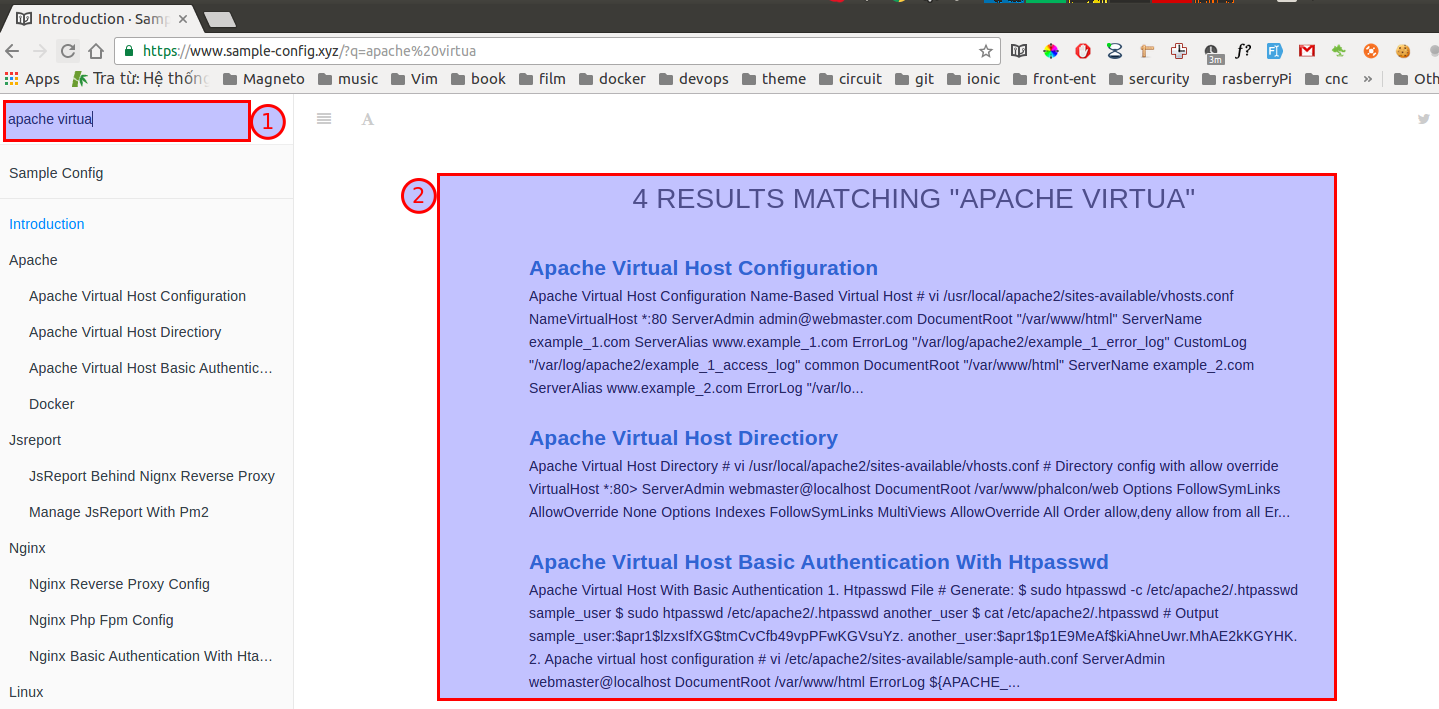 Introduction · Samp
https://www.sample-config.xyz/?q=apache%20virtua
f?
3m
Apps Tra từ: Hệ thống Magneto music Vim book film docker devops theme circuit git ionic front-ent sercurity rasberryPi cnc » Oth
apache virtua
1
A
Sample Config
Introduction
Apache
Apache Virtual Host Configuration
Apache Virtual Host Directiory
Apache Virtual Host Basic Authentic...
Docker
Jsreport
JsReport Behind Nignx Reverse Proxy
Manage JsReport With Pm2
Nginx
Nginx Reverse Proxy Config
Nginx Php Fpm Config
Nginx Basic Authentication With Hta...
Linux
2
4 RESULTS MATCHING "APACHE VIRTUA"
Apache Virtual Host Configuration
Apache Virtual Host Configuration Name-Based Virtual Host # vi /usr/local/apache2/sites-available/vhosts.conf
NameVirtualHost *:80 ServerAdmin admin@webmaster.com DocumentRoot "/var/www/html" ServerName
example_1.com ServerAlias www.example_1.com ErrorLog "/var/log/apache2/example_1_error_log" CustomLog
"/var/log/apache2/example_1_access_log" common DocumentRoot "/var/www/html" ServerName example_2.com
ServerAlias www.example_2.com ErrorLog "/var/lo...
Apache Virtual Host Directiory
Apache Virtual Host Directory # vi /usr/local/apache2/sites-available/vhosts.conf # Directory config with allow override
VirtualHost *:80> ServerAdmin webmaster@localhost DocumentRoot /var/www/phalcon/web Options FollowSymLinks
AllowOverride None Options Indexes FollowSymLinks MultiViews AllowOverride All Order allow,deny allow from all Er...
Apache Virtual Host Basic Authentication With Htpasswd
Apache Virtual Host With Basic Authentication 1. Htpasswd File # Generate: $ sudo htpasswd -c /etc/apache2/.htpasswd
sample_user $ sudo htpasswd /etc/apache2/.htpasswd another_user $ cat /etc/apache2/.htpasswd # Output
sample_user:$apr1$lzxsIfXG$tmCvCfb49vpPFwKGVsuYz. another_user:$apr1$p1E9MeAf$kiAhneUwr.MhAE2kKGYHK.
2. Apache virtual host configuration # vi /etc/apache2/sites-available/sample-auth.conf ServerAdmin
webmaster@localhost DocumentRoot /var/www/html ErrorLog ${APACHE_...